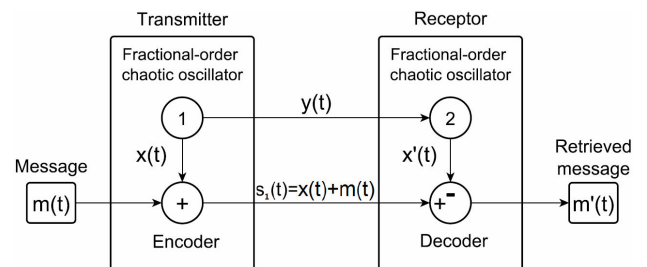 Transmitter
Receptor
Fractional-order
chaotic oscillator
Fractional-order
chaotic oscillator
1
y(t)
2
x(t)
x'(t)
Message
m(t)
+
s₁(t)=x(t)+m(t)
+ -
Retrieved
message
m'(t)
Encoder
Decoder